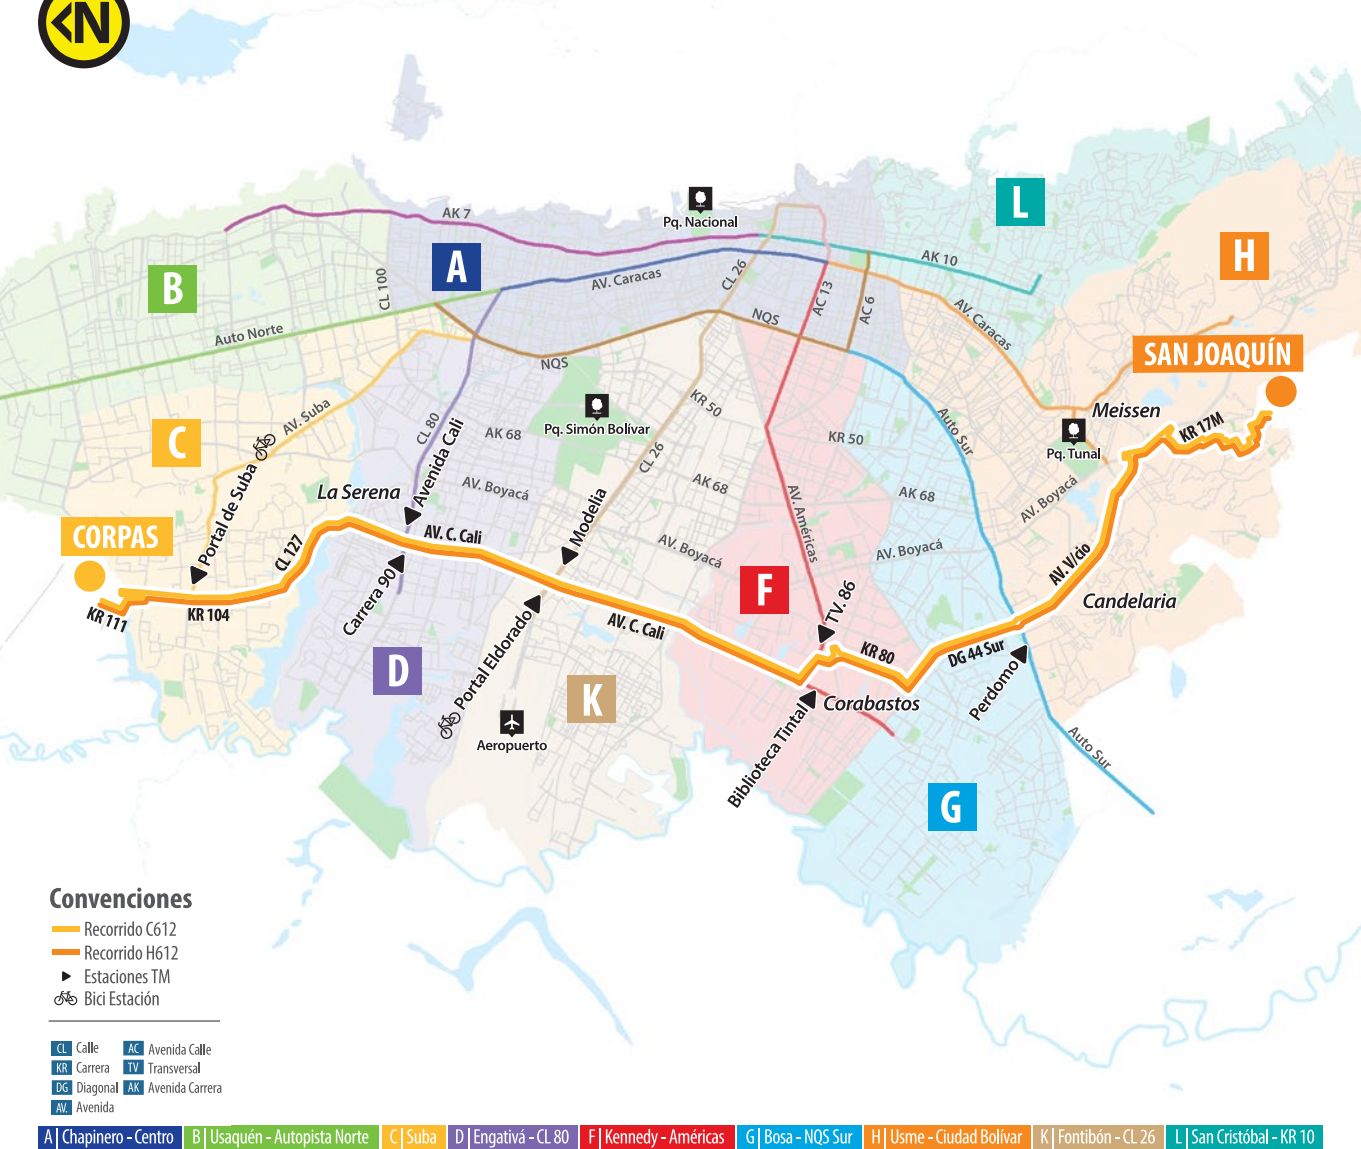 N
AK 7
Pq. Nacional
L
H
A
B
CL 100
AV. Caracas
CL 26
AK 10
AC 13
AC 6
AV. Caracas
Auto Norte
NQS
NQS
SAN JOAQUÍN
C
AV. Suba
CL 80
Avenida Cali
AK 68
Pq. Simón Bolívar
KR 50
KR 50
Auto Sur
Meissen
KR 17M
Pq. Tunal
CL 26
Portal de Suba
La Serena
AV. Boyacá
AK 68
AK 68
AV. Américas
AV. Boyacá
CORPAS
CL 127
AV. C. Cali
Modelia
AV. Boyacá
AV. Boyacá
AV. V/cio
F
TV. 86
Candelaria
KR 111
KR 104
Carrera 90
AV. C. Cali
KR 80
DG 44 Sur
D
Portal Eldorado
K
Corabastos
Perdomo
Aeropuerto
Biblioteca Tintal
Auto Sur
G
Convenciones
Recorrido C612
Recorrido H612
Estaciones TM
Bici Estación
CL Calle AC Avenida Calle
KR Carrera TV Transversal
DG Diagonal AK Avenida Carrera
AV. Avenida
A Chapinero - Centro B Usaquén - Autopista Norte C Suba D Engativá - CL 80 F Kennedy - Américas G Bosa - NQS Sur H Usme - Ciudad Bolívar K Fontibón - CL 26 L San Cristóbal - KR 10